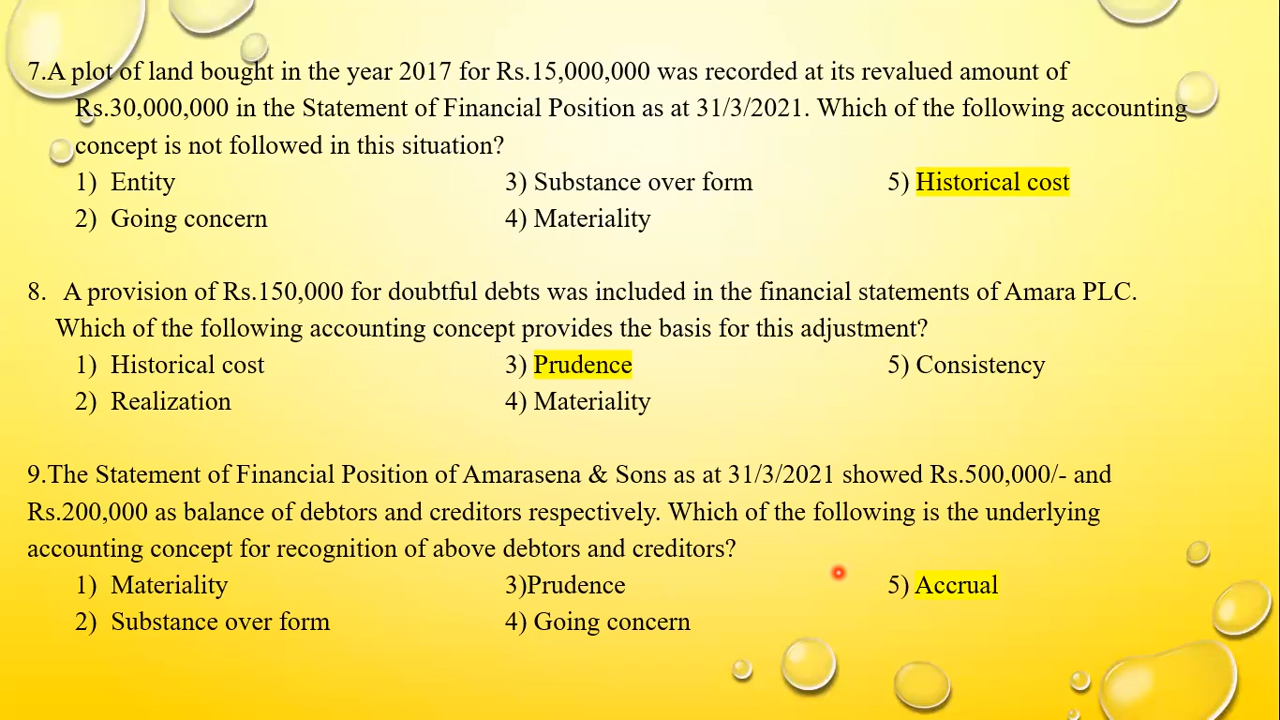 7.A plot of land bought in the year 2017 for Rs.15,000,000 was recorded at its revalued amount of
Rs.30,000,000 in the Statement of Financial Position as at 31/3/2021. Which of the following accounting
concept is not followed in this situation?
1) Entity 3) Substance over form 5) Historical cost
2) Going concern 4) Materiality
8. A provision of Rs.150,000 for doubtful debts was included in the financial statements of Amara PLC.
Which of the following accounting concept provides the basis for this adjustment?
1) Historical cost 3) Prudence 5) Consistency
2) Realization 4) Materiality
9.The Statement of Financial Position of Amarasena & Sons as at 31/3/2021 showed Rs.500,000/- and
Rs.200,000 as balance of debtors and creditors respectively. Which of the following is the underlying
accounting concept for recognition of above debtors and creditors?
1) Materiality 3)Prudence 5) Accrual
2) Substance over form 4) Going concern